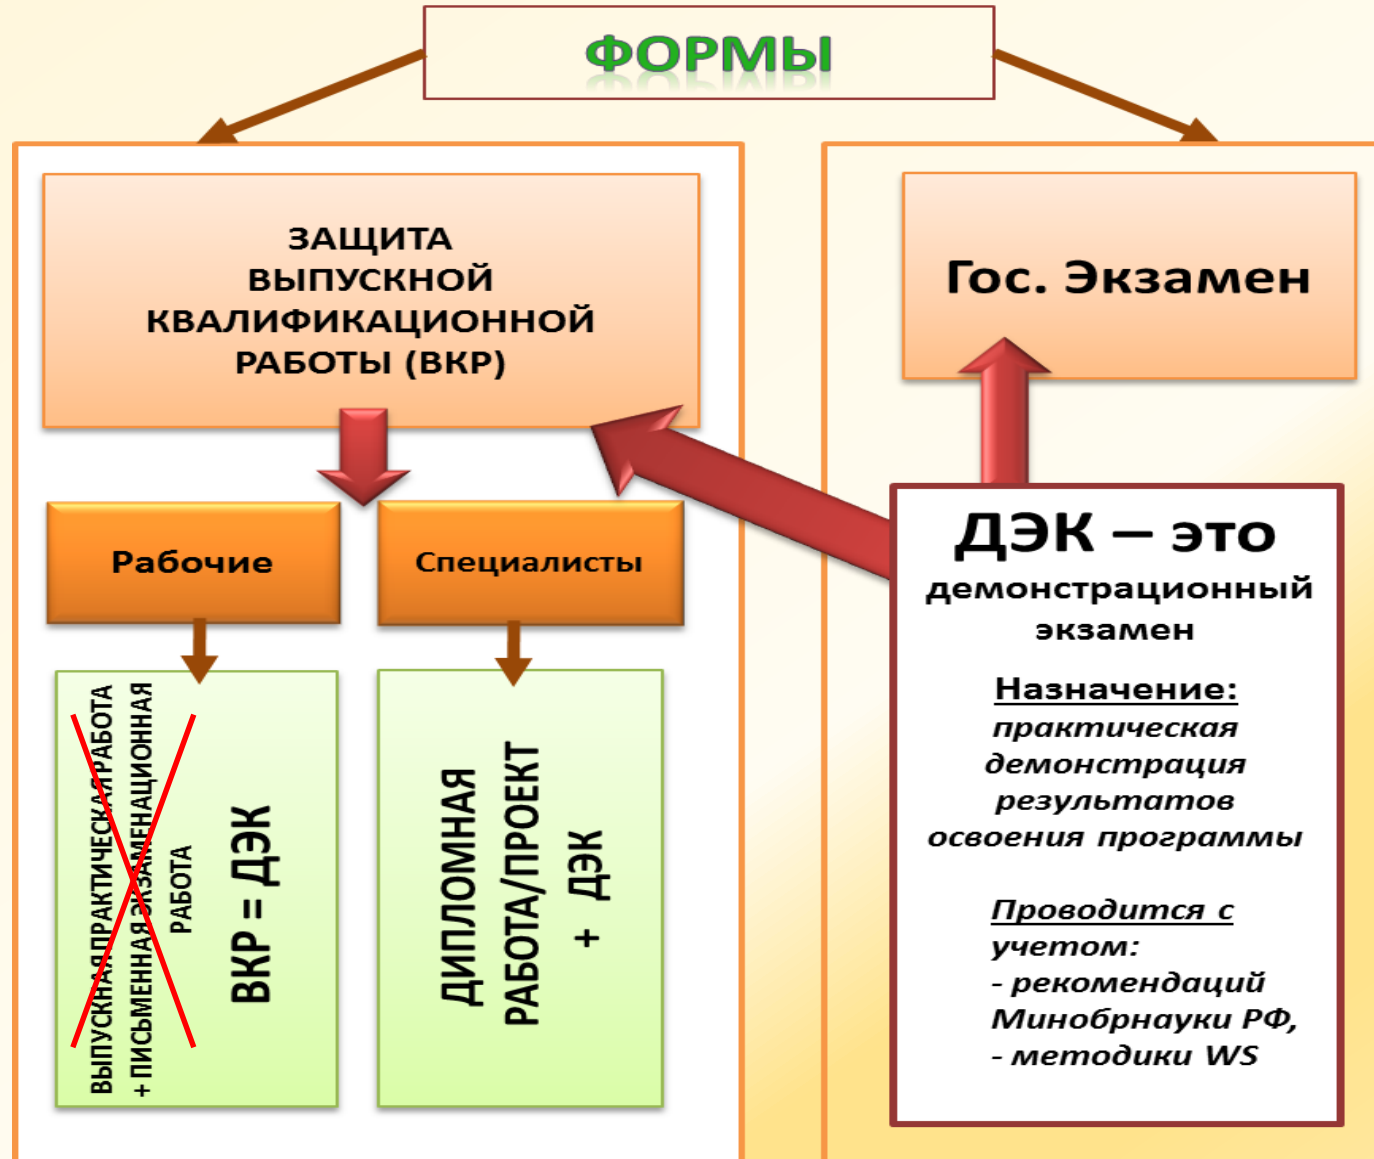 ФОРМЫ
ЗАЩИТА
ВЫПУСКНОЙ
КВАЛИФИКАЦИОННОЙ
РАБОТЫ (ВКР)
Рабочие
Специалисты
ВЫПУСКНАЯ ПРАКТИЧЕСКАЯ РАБОТА
+ ПИСЬМЕННАЯ ЭКЗАМЕНАЦИОННАЯ
РАБОТА
ВКР = ДЭК
ДИПЛОМНАЯ
РАБОТА/ПРОЕКТ
+ ДЭК
Гос. Экзамен
ДЭК – это
демонстрационный
экзамен
Назначение:
практическая
демонстрация
результатов
освоения программы
Проводится с
учетом:
- рекомендаций
Минобрнауки РФ,
- методики WS